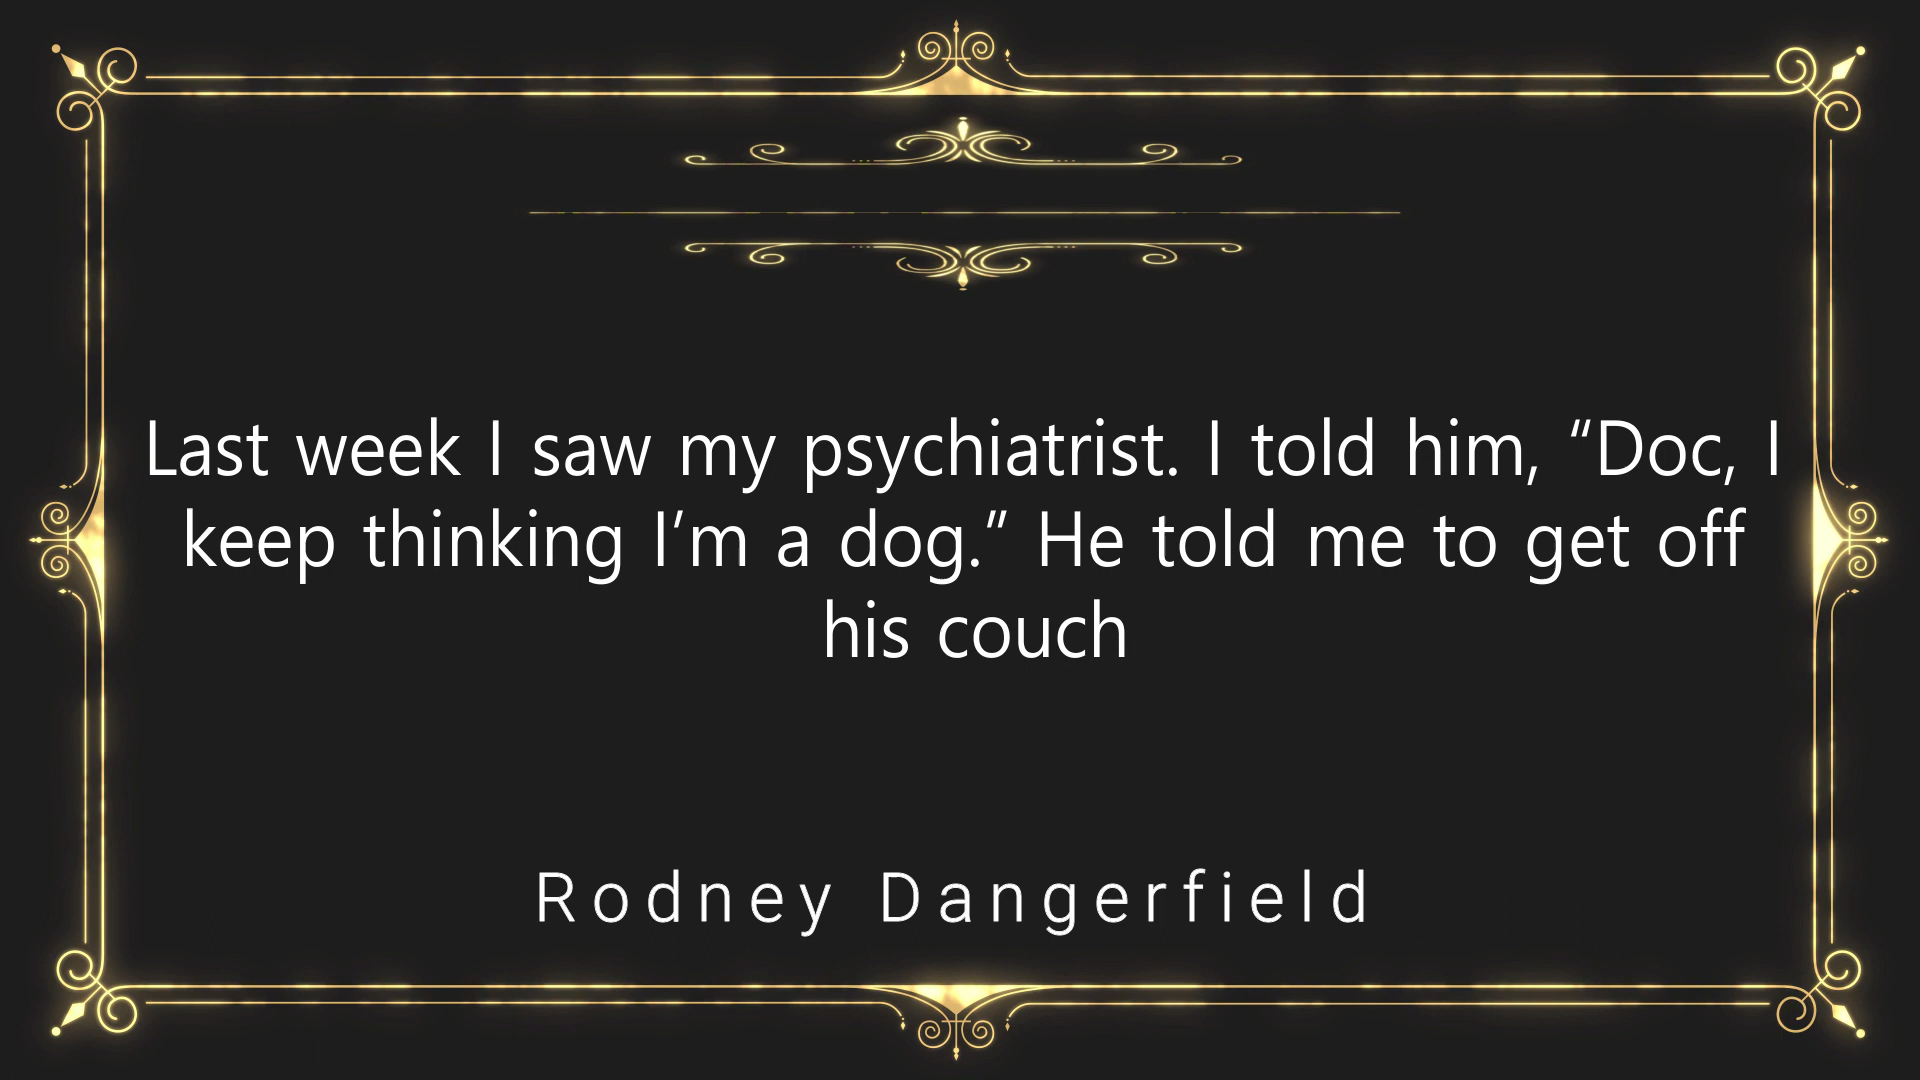 Last week I saw my psychiatrist. I told him, “Doc, I
keep thinking I’m a dog.” He told me to get off
his couch
Rodney Dangerfield